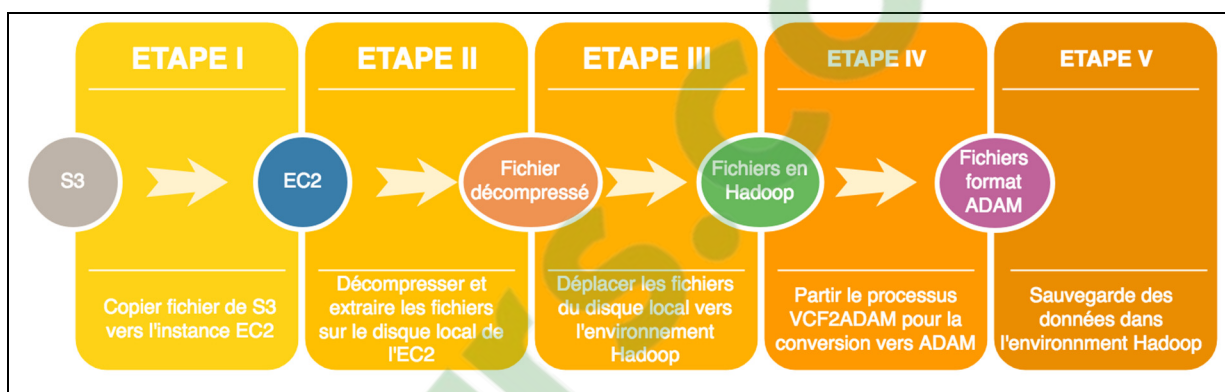 ETAPE I
ETAPE II
ETAPE III
ETAPE IV
ETAPE V
S3
EC2
Fichier
décompressé
Fichiers en
Hadoop
Fichiers
format
ADAM
Copier fichier de S3
vers l'instance EC2
Décompresser et
extraire les fichiers
sur le disque local de
l'EC2
Déplacer les fichiers
du disque local vers
l'environnement
Hadoop
Partir le processus
VCF2ADAM pour la
conversion vers ADAM
Sauvegarde des
données dans
l'environnment Hadoop